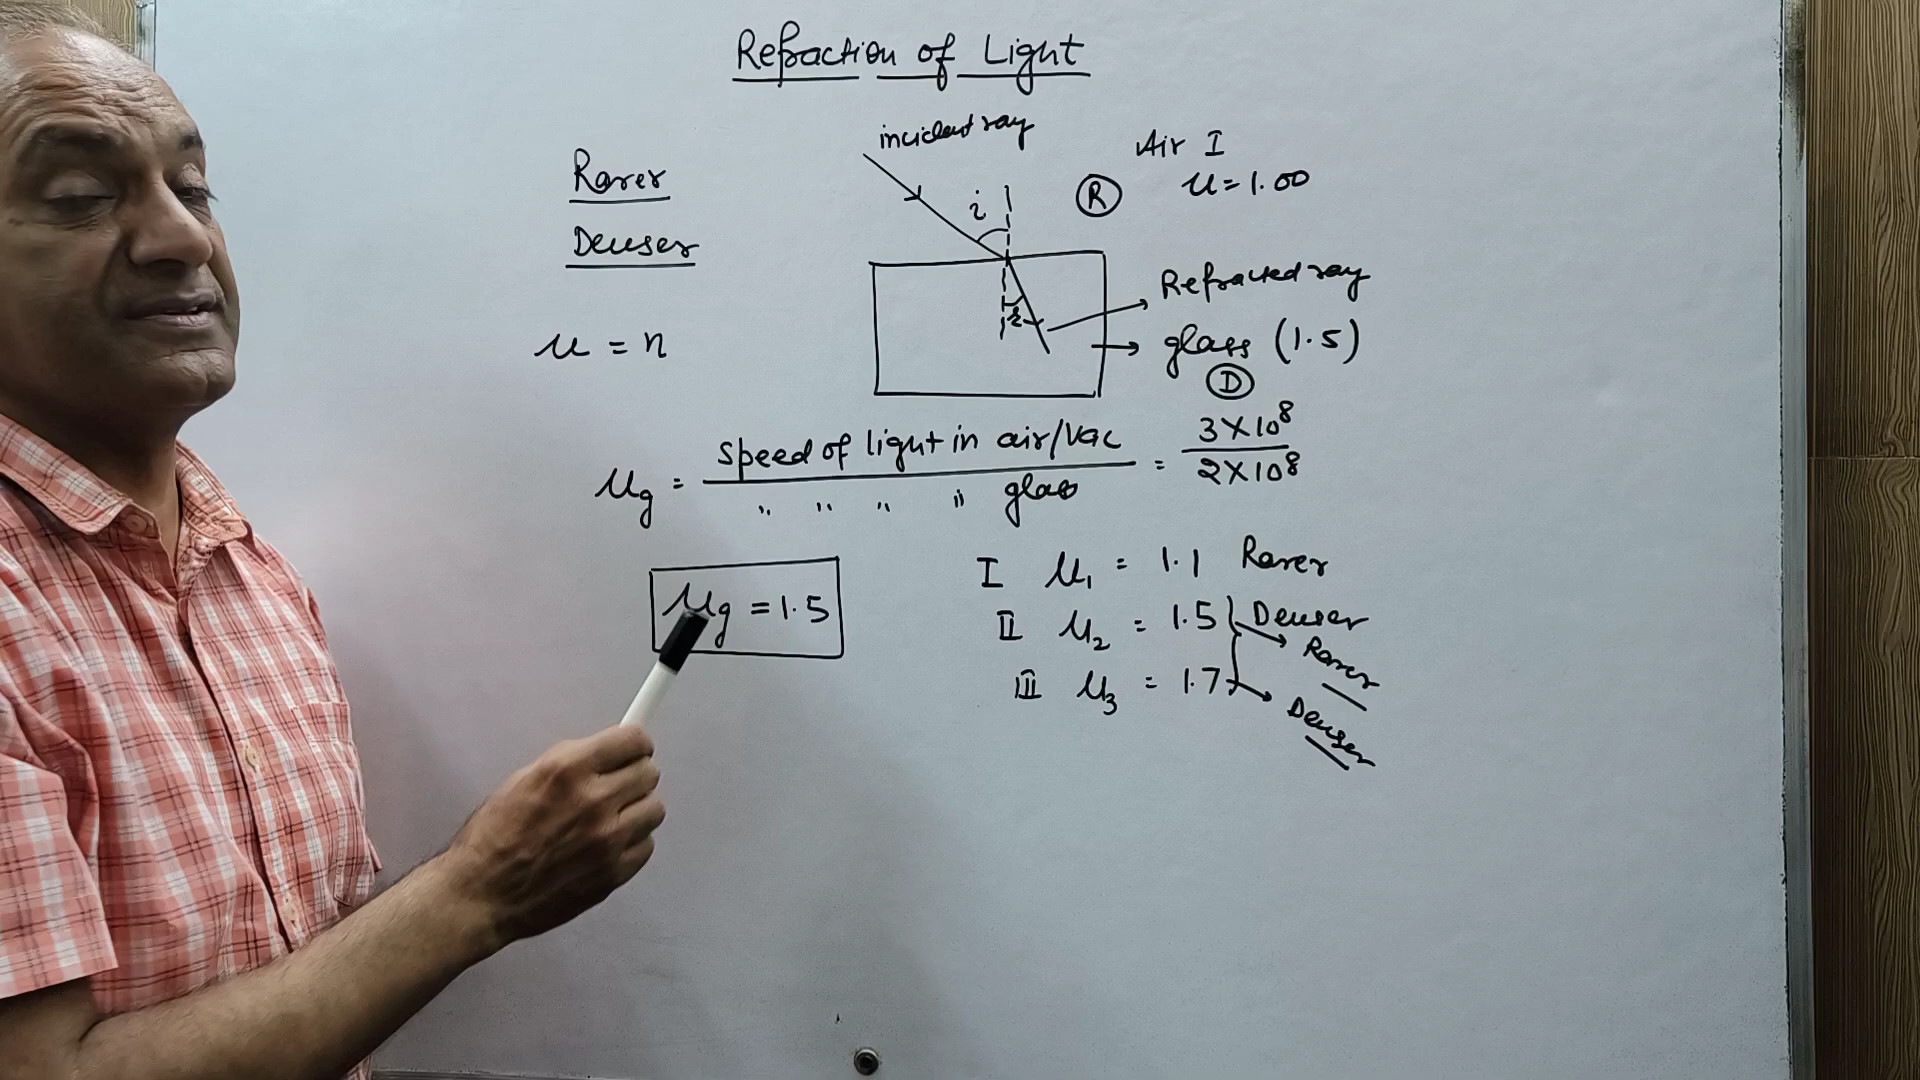 Refraction of Light
incident ray
Air I
Rarer
i
R
μ = 1.00
Denser
Refracted ray
r
μ = n
glass (1.5)
D
μg = speed of light in air/vac = 3 X 10⁸
" " " " glass 2 X 10⁸
I μ₁ = 1.1 Rarer
μg = 1.5
II μ₂ = 1.5 Denser
Rarer
III μ₃ = 1.7
Denser